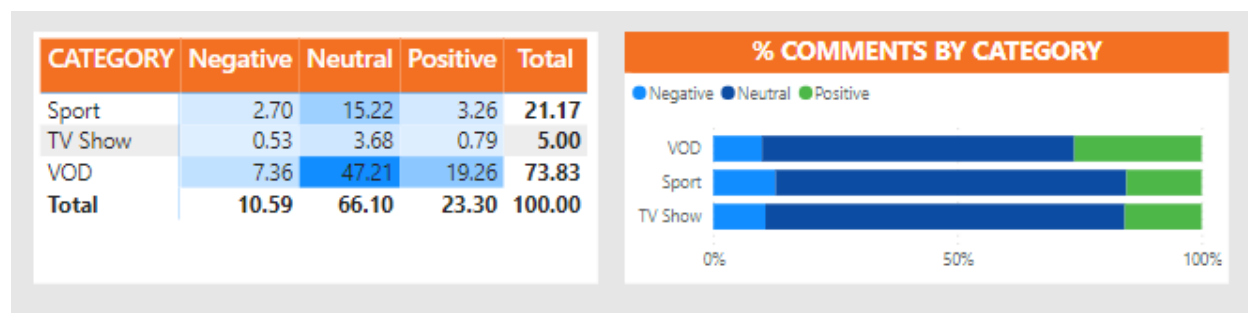 CATEGORY Negative Neutral Positive Total
Sport 2.70 15.22 3.26 21.17
TV Show 0.53 3.68 0.79 5.00
VOD 7.36 47.21 19.26 73.83
Total 10.59 66.10 23.30 100.00
% COMMENTS BY CATEGORY
Negative Neutral Positive
VOD
Sport
TV Show
0% 50% 100%